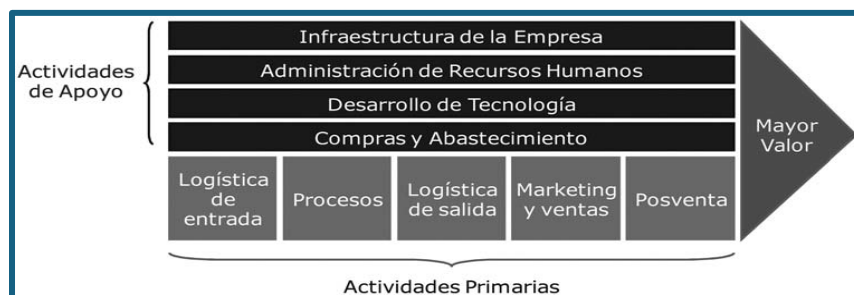 Infraestructura de la Empresa
Actividades
de Apoyo
Administración de Recursos Humanos
Desarrollo de Tecnología
Compras y Abastecimiento
Mayor
Valor
Logística
de
entrada
Procesos
Logística
de salida
Marketing
y ventas
Posventa
Actividades Primarias